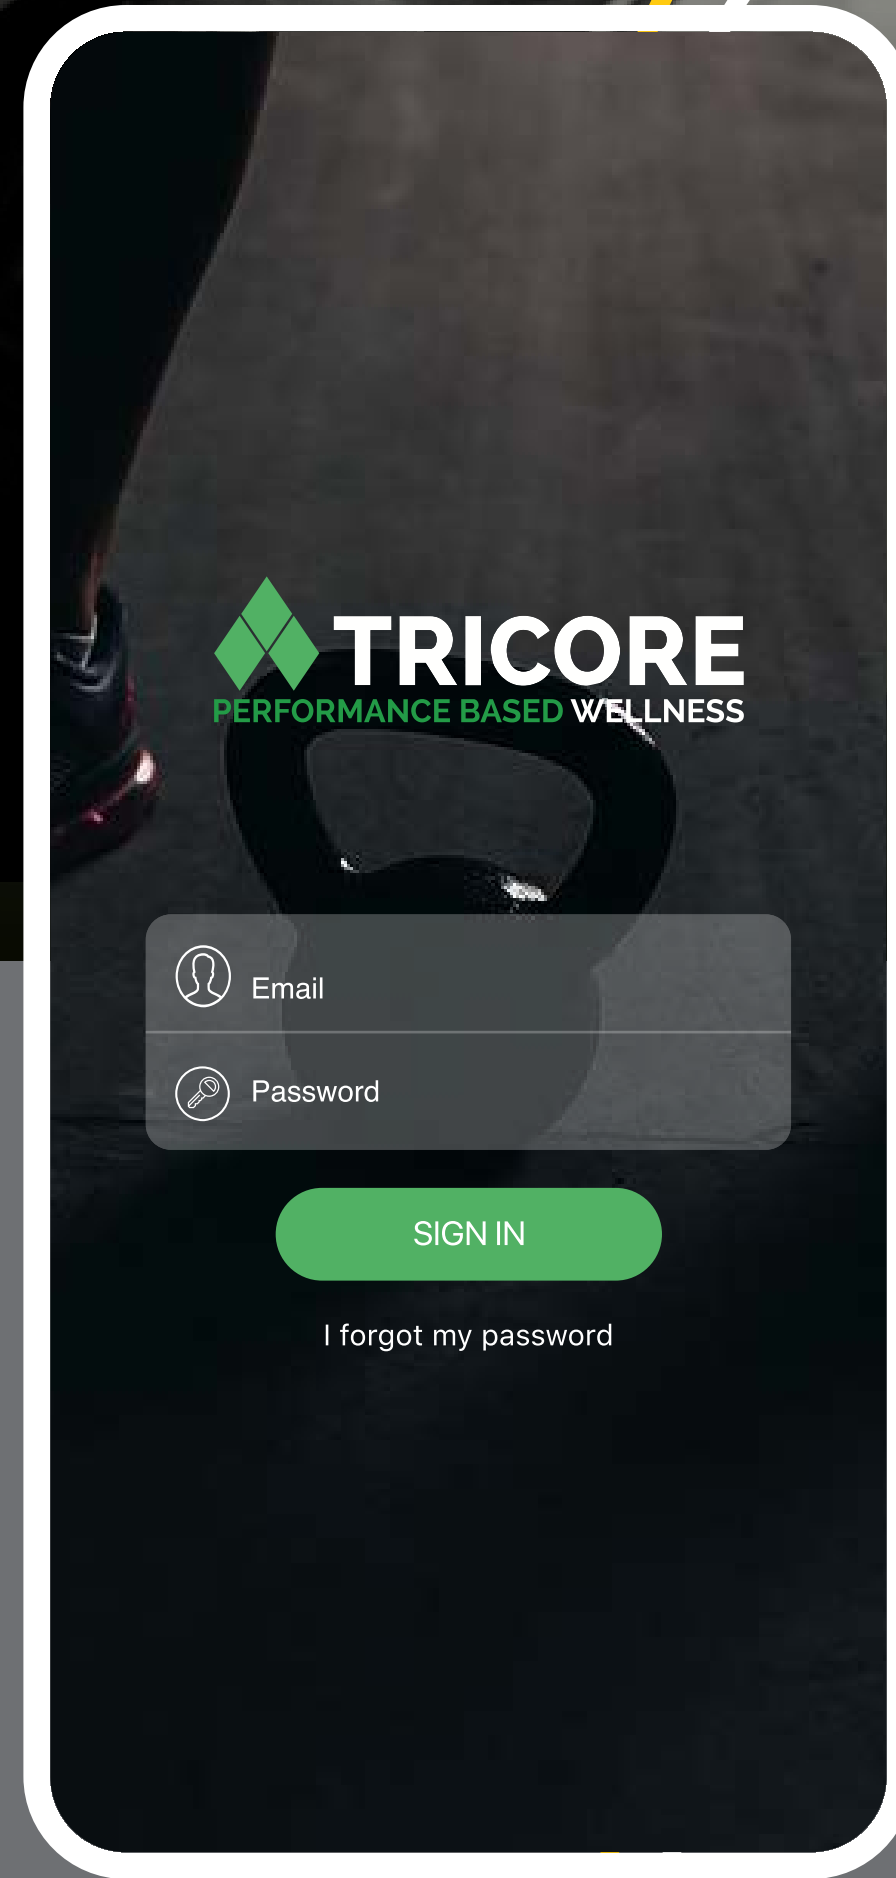 TRICORE
PERFORMANCE BASED WELLNESS
Email
Password
SIGN IN
I forgot my password